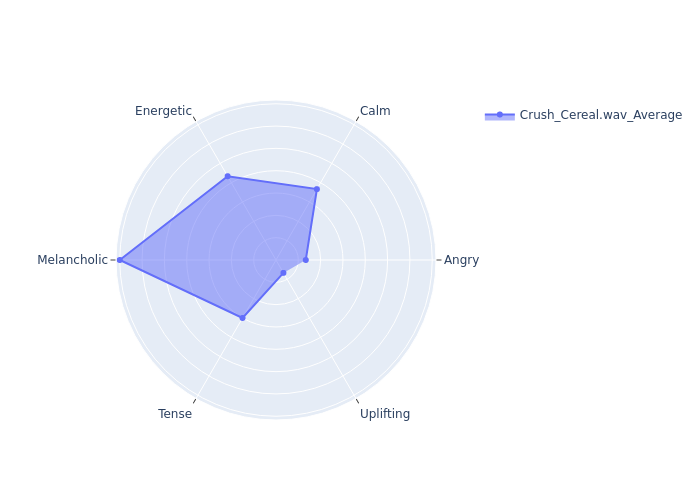 Energetic
Calm
Crush_Cereal.wav_Average
Melancholic
Angry
Tense
Uplifting